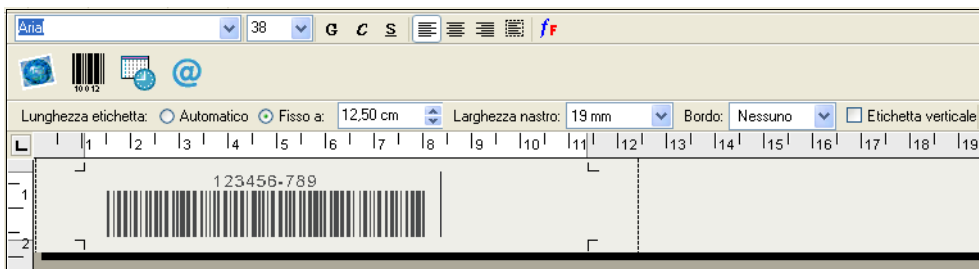 Arial 38 G C S fF
10012 @
Lunghezza etichetta: Automatico Fisso a: 12,50 cm Larghezza nastro: 19 mm Bordo: Nessuno Etichetta verticale
L 1 2 3 4 5 6 7 8 9 10 11 12 13 14 15 16 17 18 19
123456-789
1
2